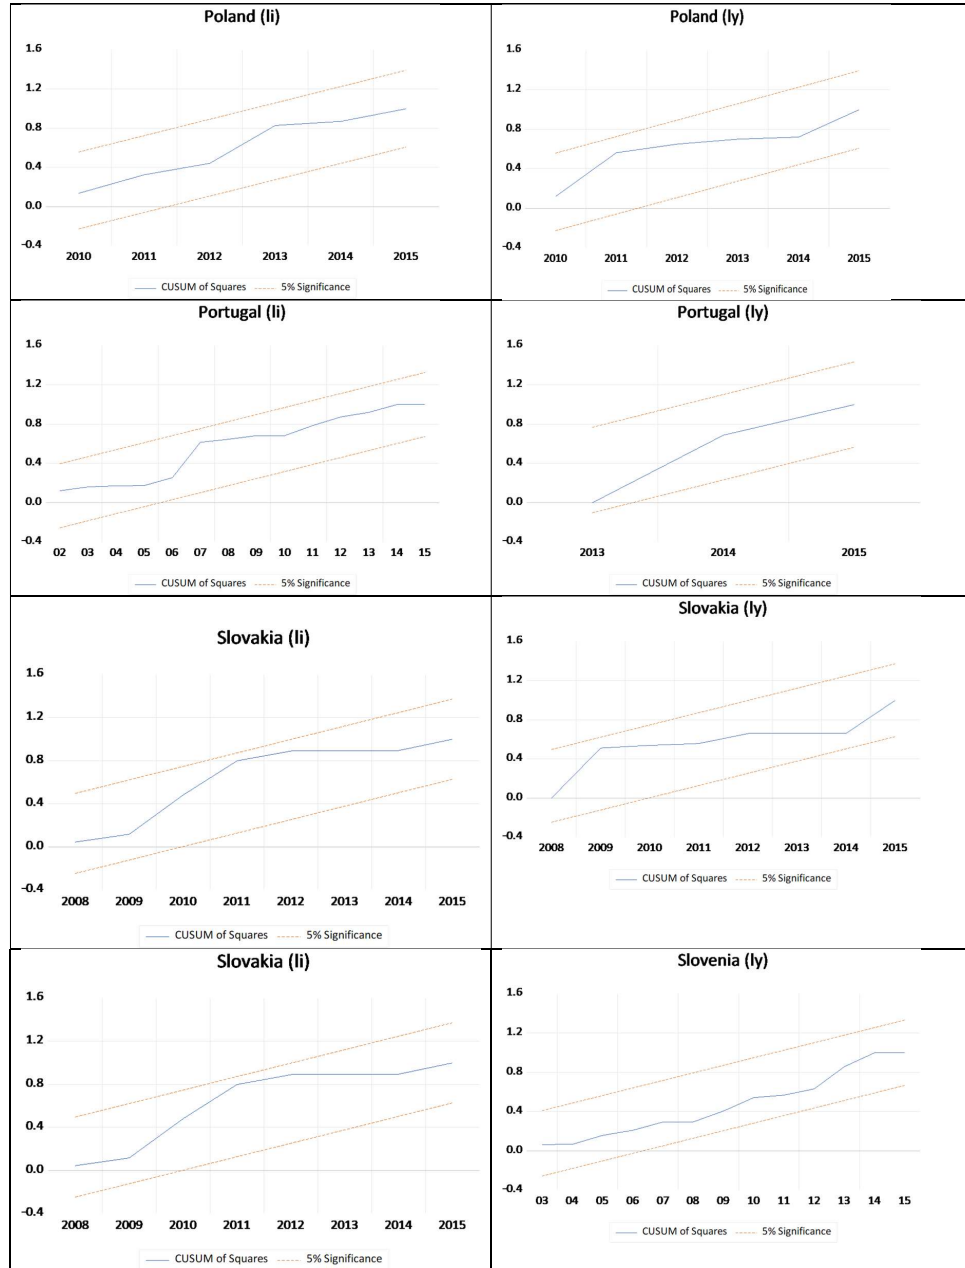 Poland (li)
1.6
1.2
0.8
0.4
0.0
-0.4
2010 2011 2012 2013 2014 2015
CUSUM of Squares 5% Significance
Poland (ly)
1.6
1.2
0.8
0.4
0.0
-0.4
2010 2011 2012 2013 2014 2015
CUSUM of Squares 5% Significance
Portugal (li)
1.6
1.2
0.8
0.4
0.0
-0.4
02 03 04 05 06 07 08 09 10 11 12 13 14 15
CUSUM of Squares 5% Significance
Portugal (ly)
1.6
1.2
0.8
0.4
0.0
-0.4
2013 2014 2015
CUSUM of Squares 5% Significance
Slovakia (li)
1.6
1.2
0.8
0.4
0.0
-0.4
2008 2009 2010 2011 2012 2013 2014 2015
CUSUM of Squares 5% Significance
Slovakia (ly)
1.6
1.2
0.8
0.4
0.0
-0.4
2008 2009 2010 2011 2012 2013 2014 2015
CUSUM of Squares 5% Significance
Slovakia (li)
1.6
1.2
0.8
0.4
0.0
-0.4
2008 2009 2010 2011 2012 2013 2014 2015
CUSUM of Squares 5% Significance
Slovenia (ly)
1.6
1.2
0.8
0.4
0.0
-0.4
03 04 05 06 07 08 09 10 11 12 13 14 15
CUSUM of Squares 5% Significance